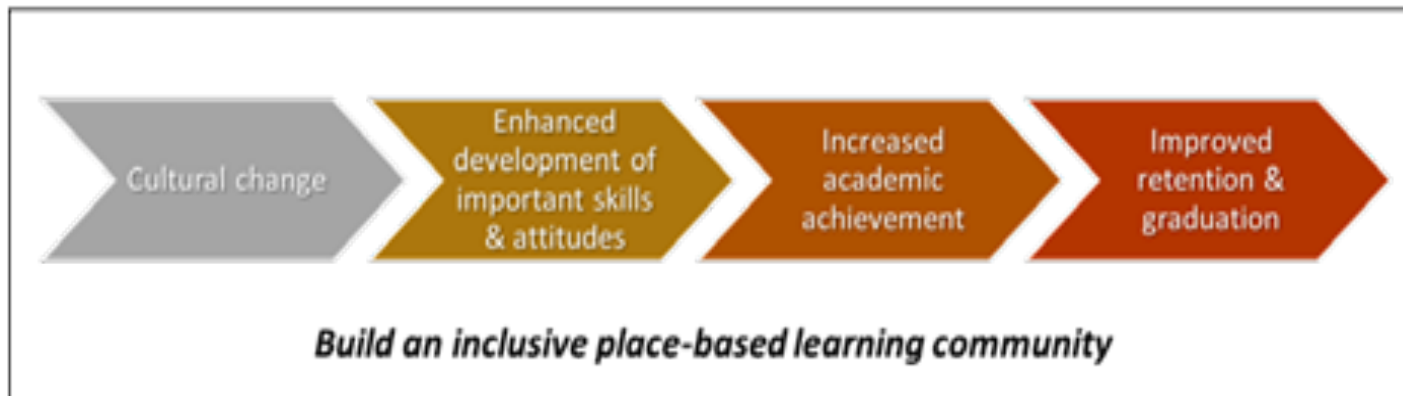 Cultural change
Enhanced
development of
important skills
& attitudes
Increased
academic
achievement
Improved
retention &
graduation
Build an inclusive place-based learning community